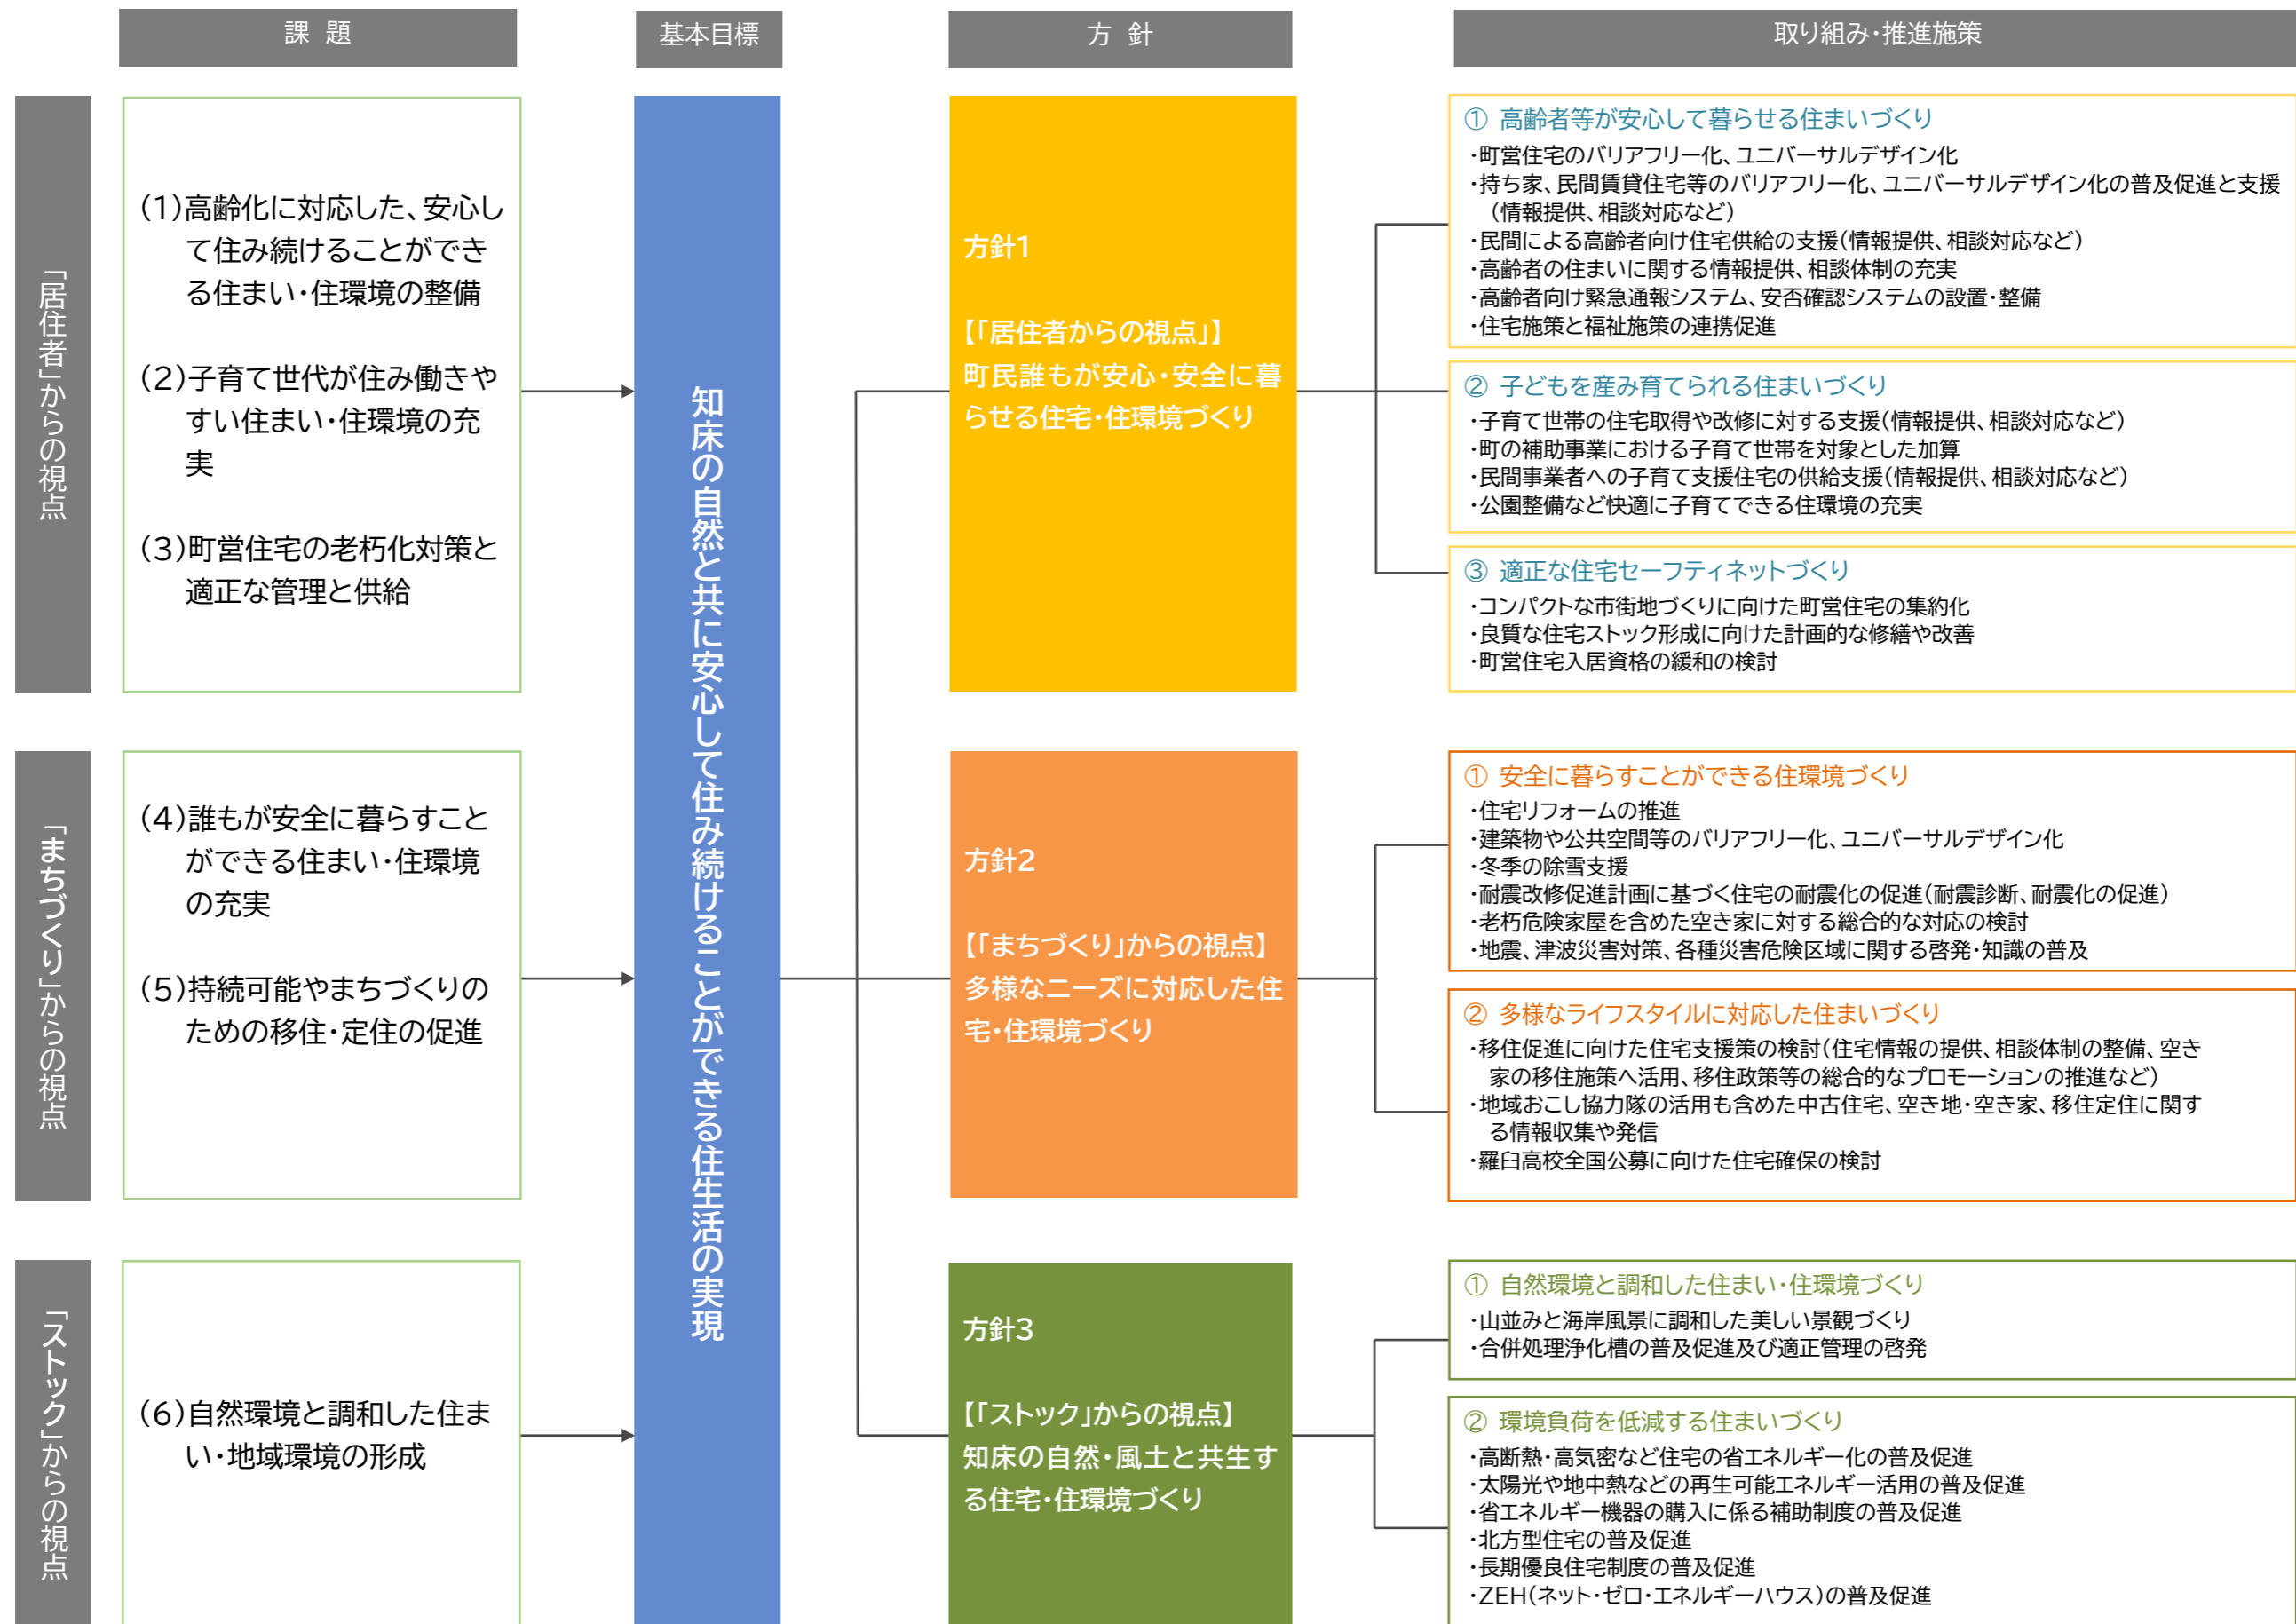 課 題
基本目標
方 針
取り組み・推進施策
「居住者」からの視点
(1)高齢化に対応した、安心し
て住み続けることができ
る住まい・住環境の整備
(2)子育て世代が住み働きや
すい住まい・住環境の充
実
(3)町営住宅の老朽化対策と
適正な管理と供給
知床の自然と共に安心して住み続けることができる住生活の実現
方針1
【「居住者からの視点」】
町民誰もが安心・安全に暮
らせる住宅・住環境づくり
① 高齢者等が安心して暮らせる住まいづくり
・町営住宅のバリアフリー化、ユニバーサルデザイン化
・持ち家、民間賃貸住宅等のバリアフリー化、ユニバーサルデザイン化の普及促進と支援
(情報提供、相談対応など)
・民間による高齢者向け住宅供給の支援(情報提供、相談対応など)
・高齢者の住まいに関する情報提供、相談体制の充実
・高齢者向け緊急通報システム、安否確認システムの設置・整備
・住宅施策と福祉施策の連携促進
② 子どもを産み育てられる住まいづくり
・子育て世帯の住宅取得や改修に対する支援(情報提供、相談対応など)
・町の補助事業における子育て世帯を対象とした加算
・民間事業者への子育て支援住宅の供給支援(情報提供、相談対応など)
・公園整備など快適に子育てできる住環境の充実
③ 適正な住宅セーフティネットづくり
・コンパクトな市街地づくりに向けた町営住宅の集約化
・良質な住宅ストック形成に向けた計画的な修繕や改善
・町営住宅入居資格の緩和の検討
「まちづくり」からの視点
(4)誰もが安全に暮らすこと
ができる住まい・住環境
の充実
(5)持続可能やまちづくりの
ための移住・定住の促進
方針2
【「まちづくり」からの視点】
多様なニーズに対応した住
宅・住環境づくり
① 安全に暮らすことができる住環境づくり
・住宅リフォームの推進
・建築物や公共空間等のバリアフリー化、ユニバーサルデザイン化
・冬季の除雪支援
・耐震改修促進計画に基づく住宅の耐震化の促進(耐震診断、耐震化の促進)
・老朽危険家屋を含めた空き家に対する総合的な対応の検討
・地震、津波災害対策、各種災害危険区域に関する啓発・知識の普及
② 多様なライフスタイルに対応した住まいづくり
・移住促進に向けた住宅支援策の検討(住宅情報の提供、相談体制の整備、空き
家の移住施策へ活用、移住政策等の総合的なプロモーションの推進など)
・地域おこし協力隊の活用も含めた中古住宅、空き地・空き家、移住定住に関す
る情報収集や発信
・羅臼高校全国公募に向けた住宅確保の検討
「ストック」からの視点
(6)自然環境と調和した住ま
い・地域環境の形成
方針3
【「ストック」からの視点】
知床の自然・風土と共生す
る住宅・住環境づくり
① 自然環境と調和した住まい・住環境づくり
・山並みと海岸風景に調和した美しい景観づくり
・合併処理浄化槽の普及促進及び適正管理の啓発
② 環境負荷を低減する住まいづくり
・高断熱・高気密など住宅の省エネルギー化の普及促進
・太陽光や地中熱などの再生可能エネルギー活用の普及促進
・省エネルギー機器の購入に係る補助制度の普及促進
・北方型住宅の普及促進
・長期優良住宅制度の普及促進
・ZEH(ネット・ゼロ・エネルギーハウス)の普及促進